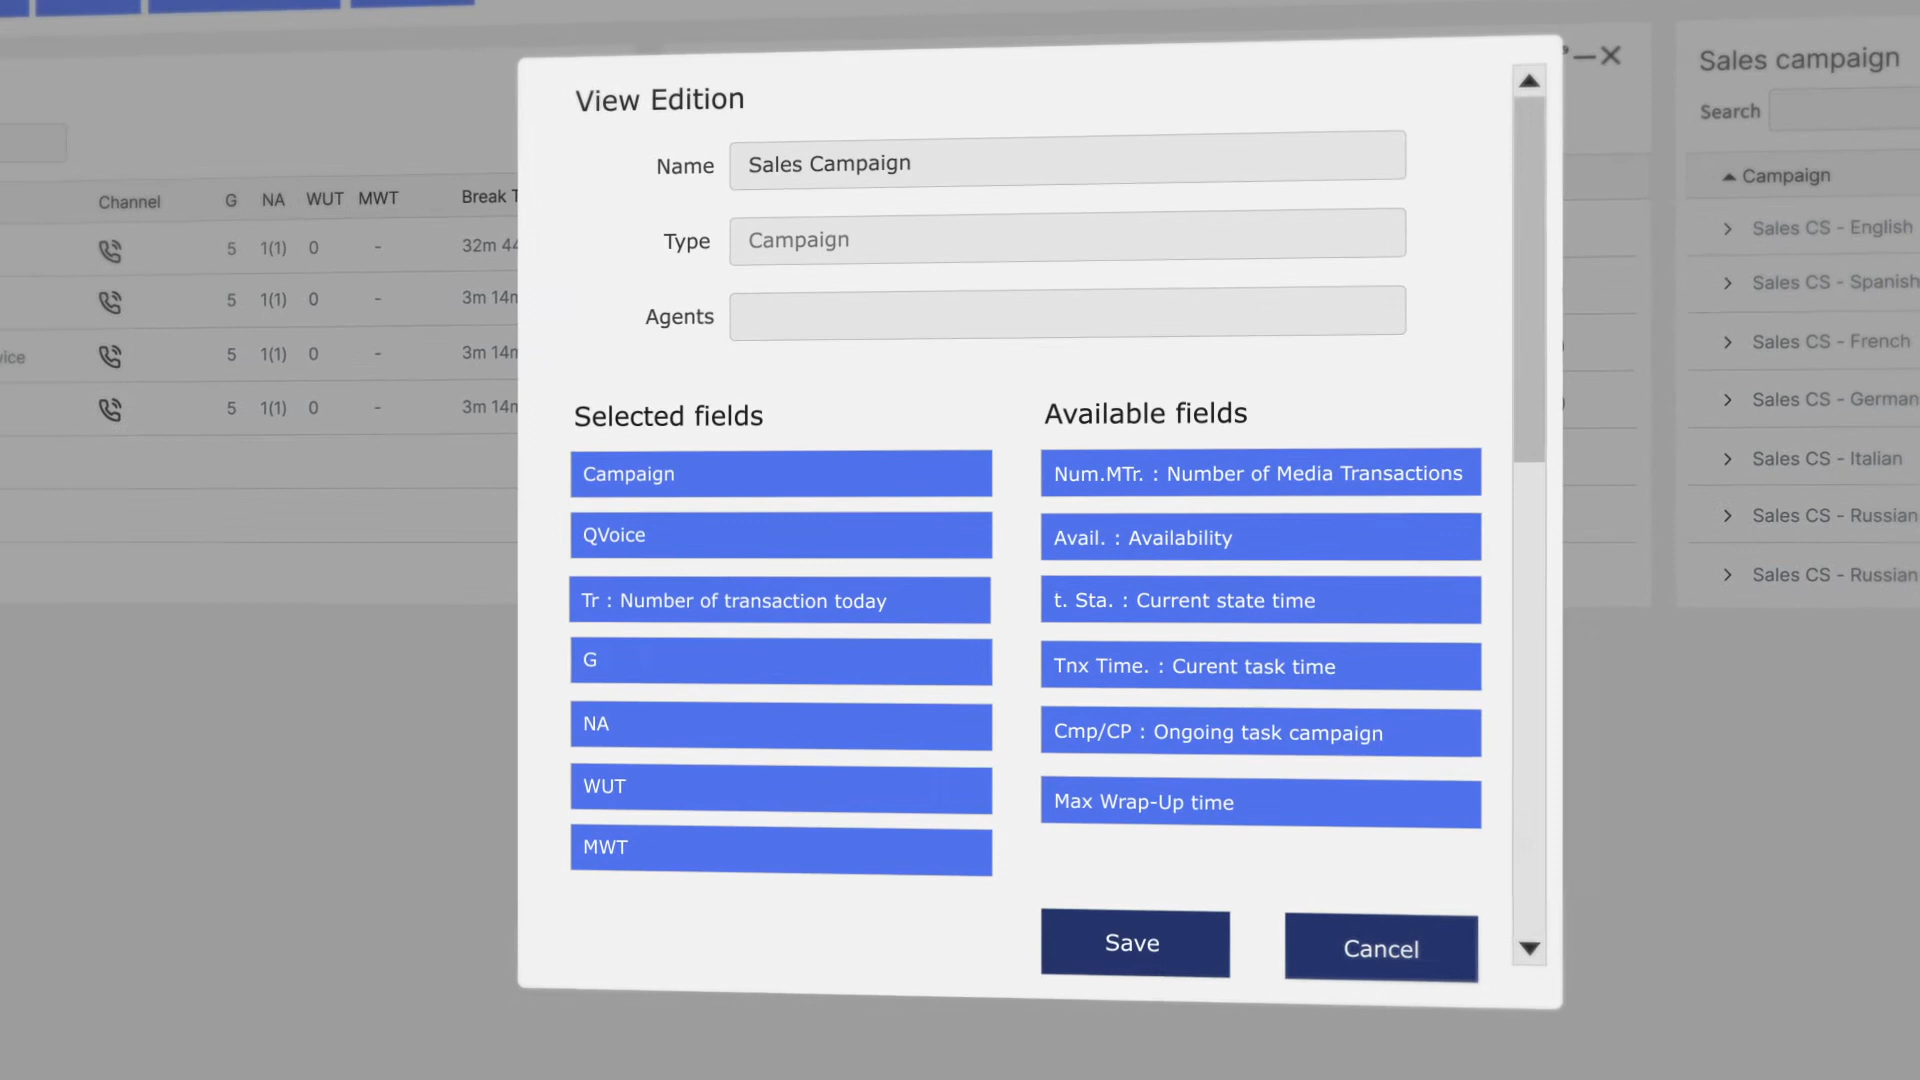 View Edition
Name Sales Campaign
Type Campaign
Agents
Selected fields
Campaign
QVoice
Tr : Number of transaction today
G
NA
WUT
MWT
Available fields
Num.MTr. : Number of Media Transactions
Avail. : Availability
t. Sta. : Current state time
Tnx Time. : Curent task time
Cmp/CP : Ongoing task campaign
Max Wrap-Up time
Save
Cancel
Channel G NA WUT MWT Break
5 1(1) 0 - 32m
5 1(1) 0 - 3m
5 1(1) 0 - 3m
5 1(1) 0 - 3m
Sales campaign
Search
Campaign
Sales CS - English
Sales CS - Spanish
Sales CS - French
Sales CS - German
Sales CS - Italian
Sales CS - Russian
Sales CS - Russian